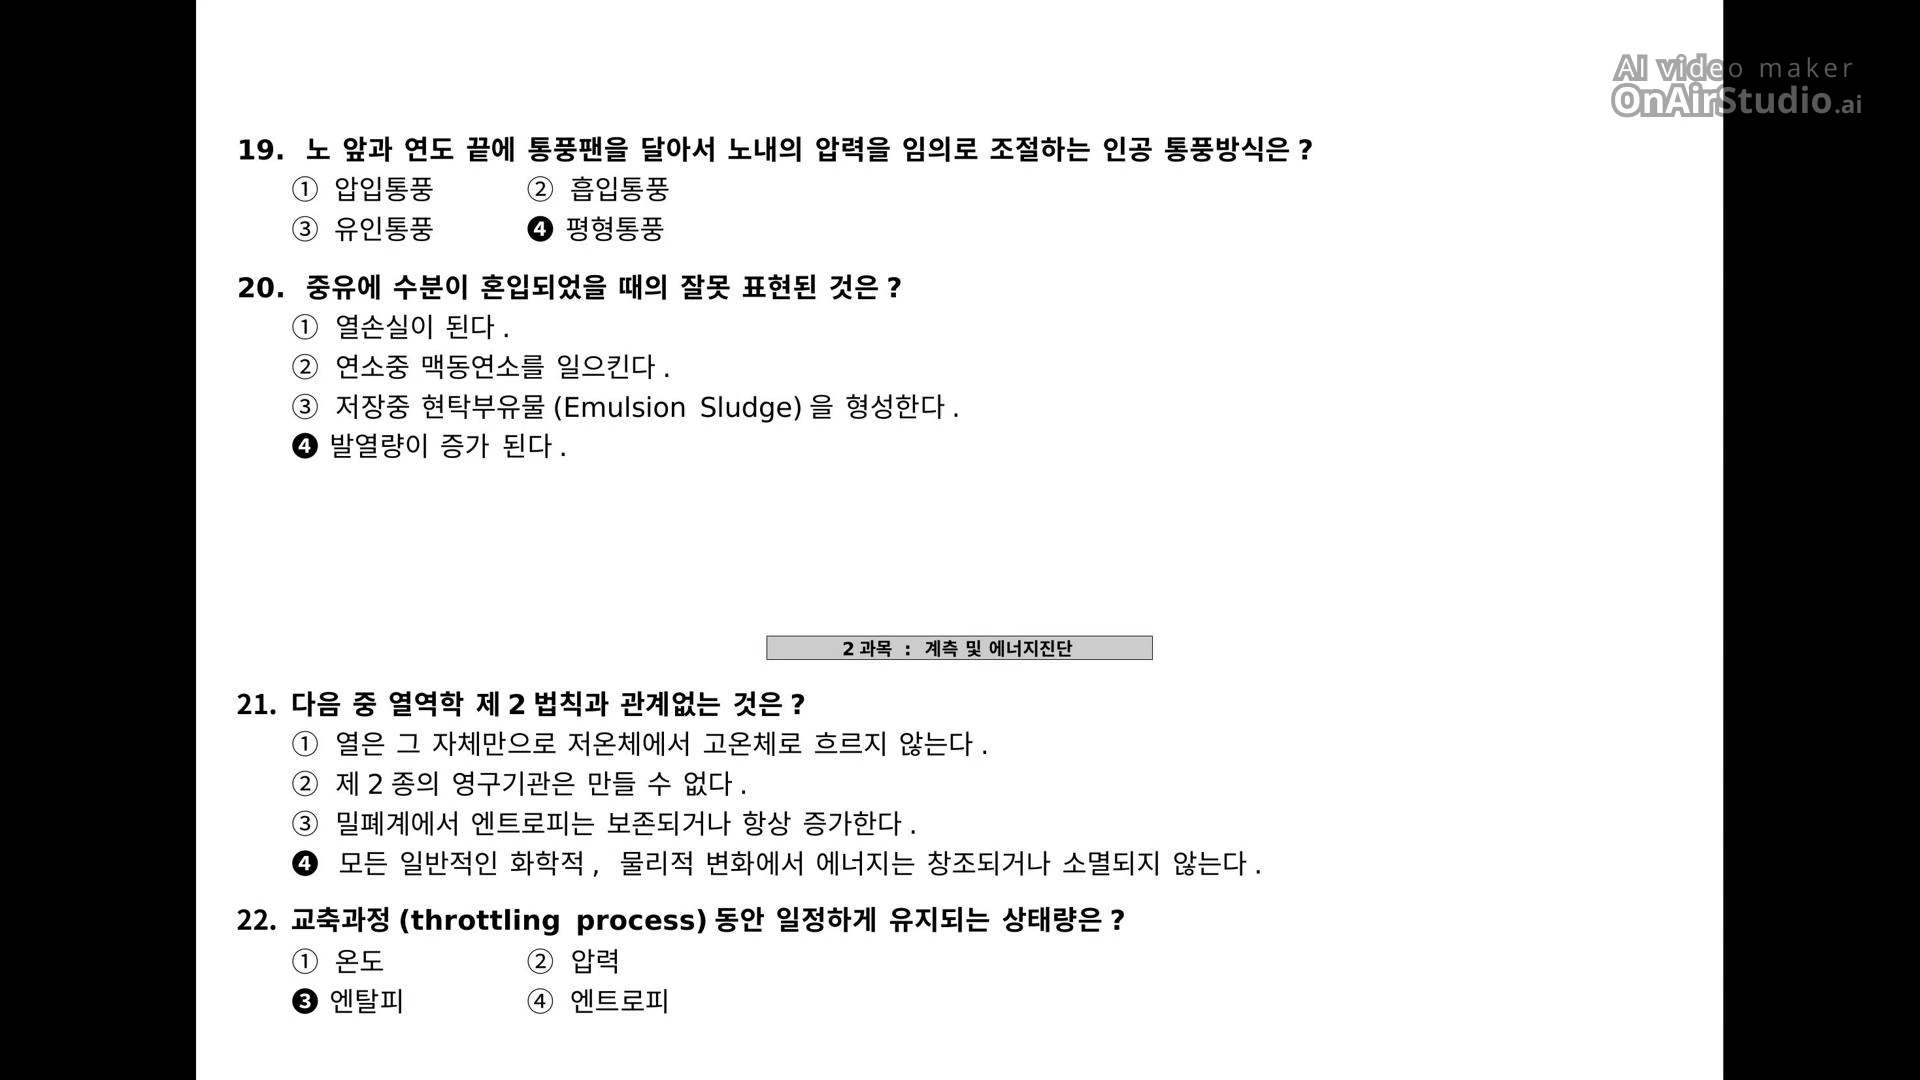 AI video maker
OnAirStudio.ai
19. 노 앞과 연도 끝에 통풍팬을 달아서 노내의 압력을 임의로 조절하는 인공 통풍방식은?
① 압입통풍 ② 흡입통풍
③ 유인통풍 ❹ 평형통풍
20. 중유에 수분이 혼입되었을 때의 잘못 표현된 것은?
① 열손실이 된다.
② 연소중 맥동연소를 일으킨다.
③ 저장중 현탁부유물(Emulsion Sludge)을 형성한다.
❹ 발열량이 증가 된다.
2과목 : 계측 및 에너지진단
21. 다음 중 열역학 제2법칙과 관계없는 것은?
① 열은 그 자체만으로 저온체에서 고온체로 흐르지 않는다.
② 제2종의 영구기관은 만들 수 없다.
③ 밀폐계에서 엔트로피는 보존되거나 항상 증가한다.
❹ 모든 일반적인 화학적, 물리적 변화에서 에너지는 창조되거나 소멸되지 않는다.
22. 교축과정(throttling process)동안 일정하게 유지되는 상태량은?
① 온도 ② 압력
❸ 엔탈피 ④ 엔트로피